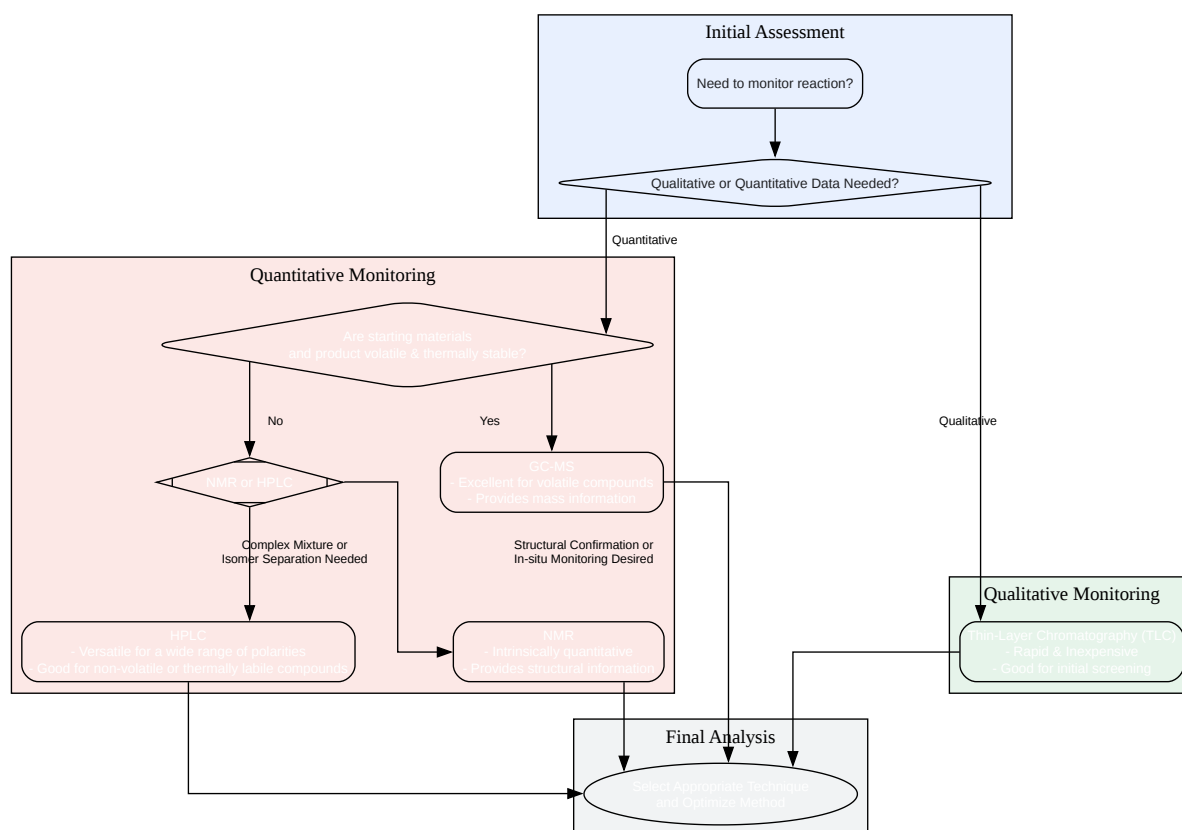 Initial Assessment
Need to monitor reaction?
Qualitative or Quantitative Data Needed?
Quantitative
Quantitative Monitoring
Are starting materials
and product volatile & thermally stable?
No
Yes
Qualitative
NMR or HPLC
GC-MS
- Excellent for volatile compounds
- Provides mass information
Complex Mixture or
Isomer Separation Needed
Structural Confirmation or
In-situ Monitoring Desired
Qualitative Monitoring
HPLC
- Versatile for a wide range of polarities
- Good for non-volatile or thermally labile compounds
NMR
- Intrinsically quantitative
- Provides structural information
Thin-Layer Chromatography (TLC)
- Rapid & Inexpensive
- Good for initial screening
Final Analysis
Select Appropriate Technique
and Optimize Method